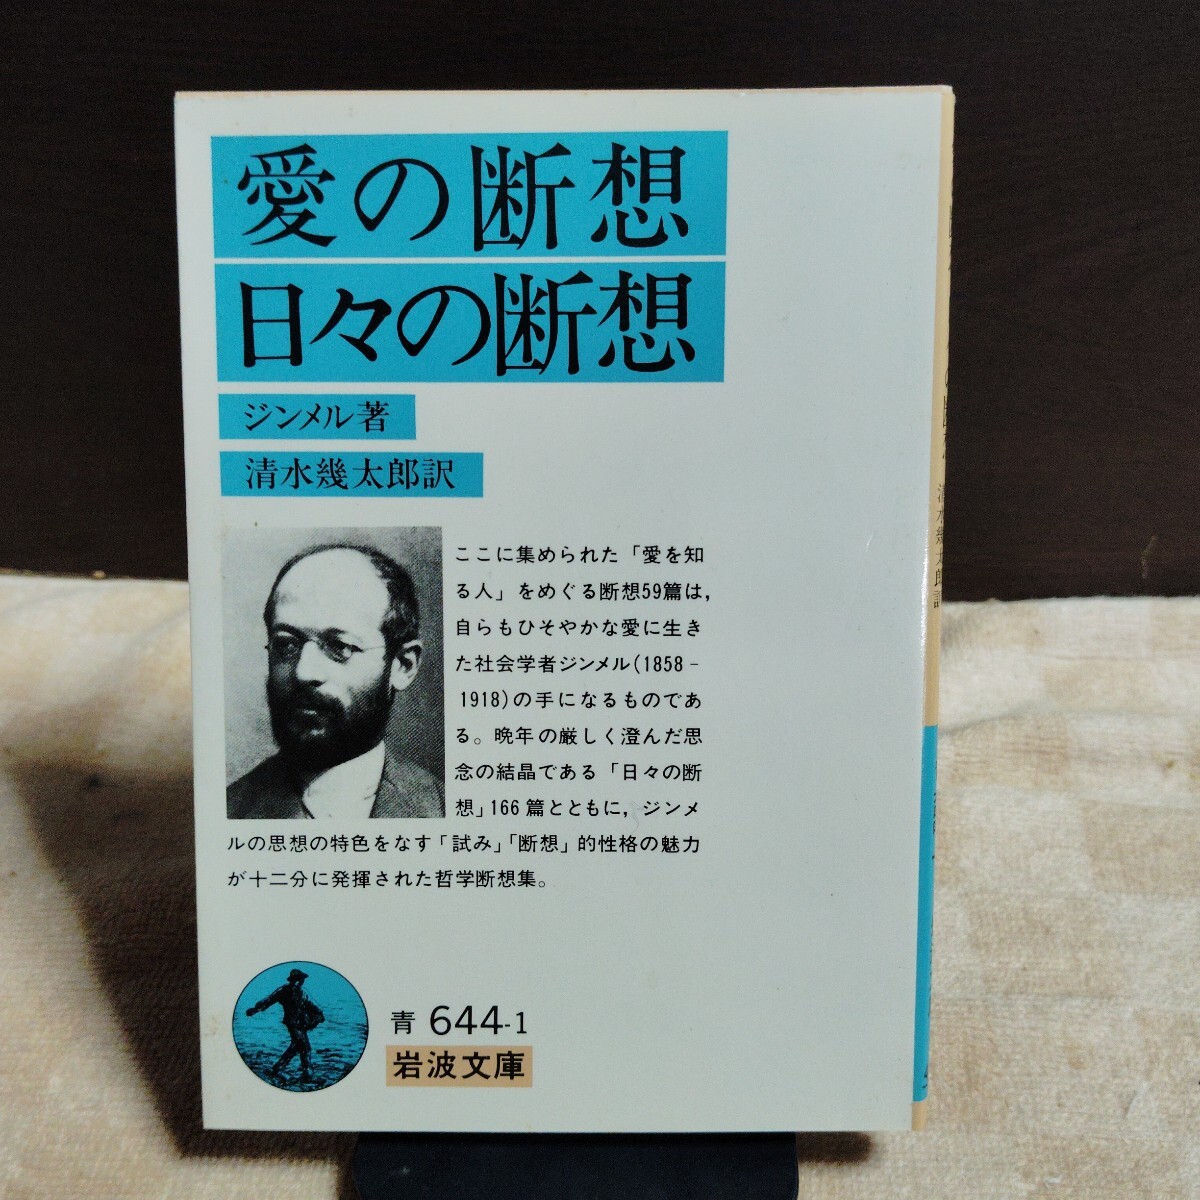 愛の断想
日々の断想
ジンメル著
清水幾太郎訳
ここに集められた「愛を知
る人」をめぐる断想59篇は，
自らもひそやかな愛に生き
た社会学者ジンメル(1858-
1918)の手になるものであ
る。晩年の厳しく澄んだ思
念の結晶である「日々の断
想」166篇とともに，ジンメ
ルの思想の特色をなす「試み」「断想」的性格の魅力
が十二分に発揮された哲学断想集。
青 644-1
岩波文庫
清水幾太郎訳